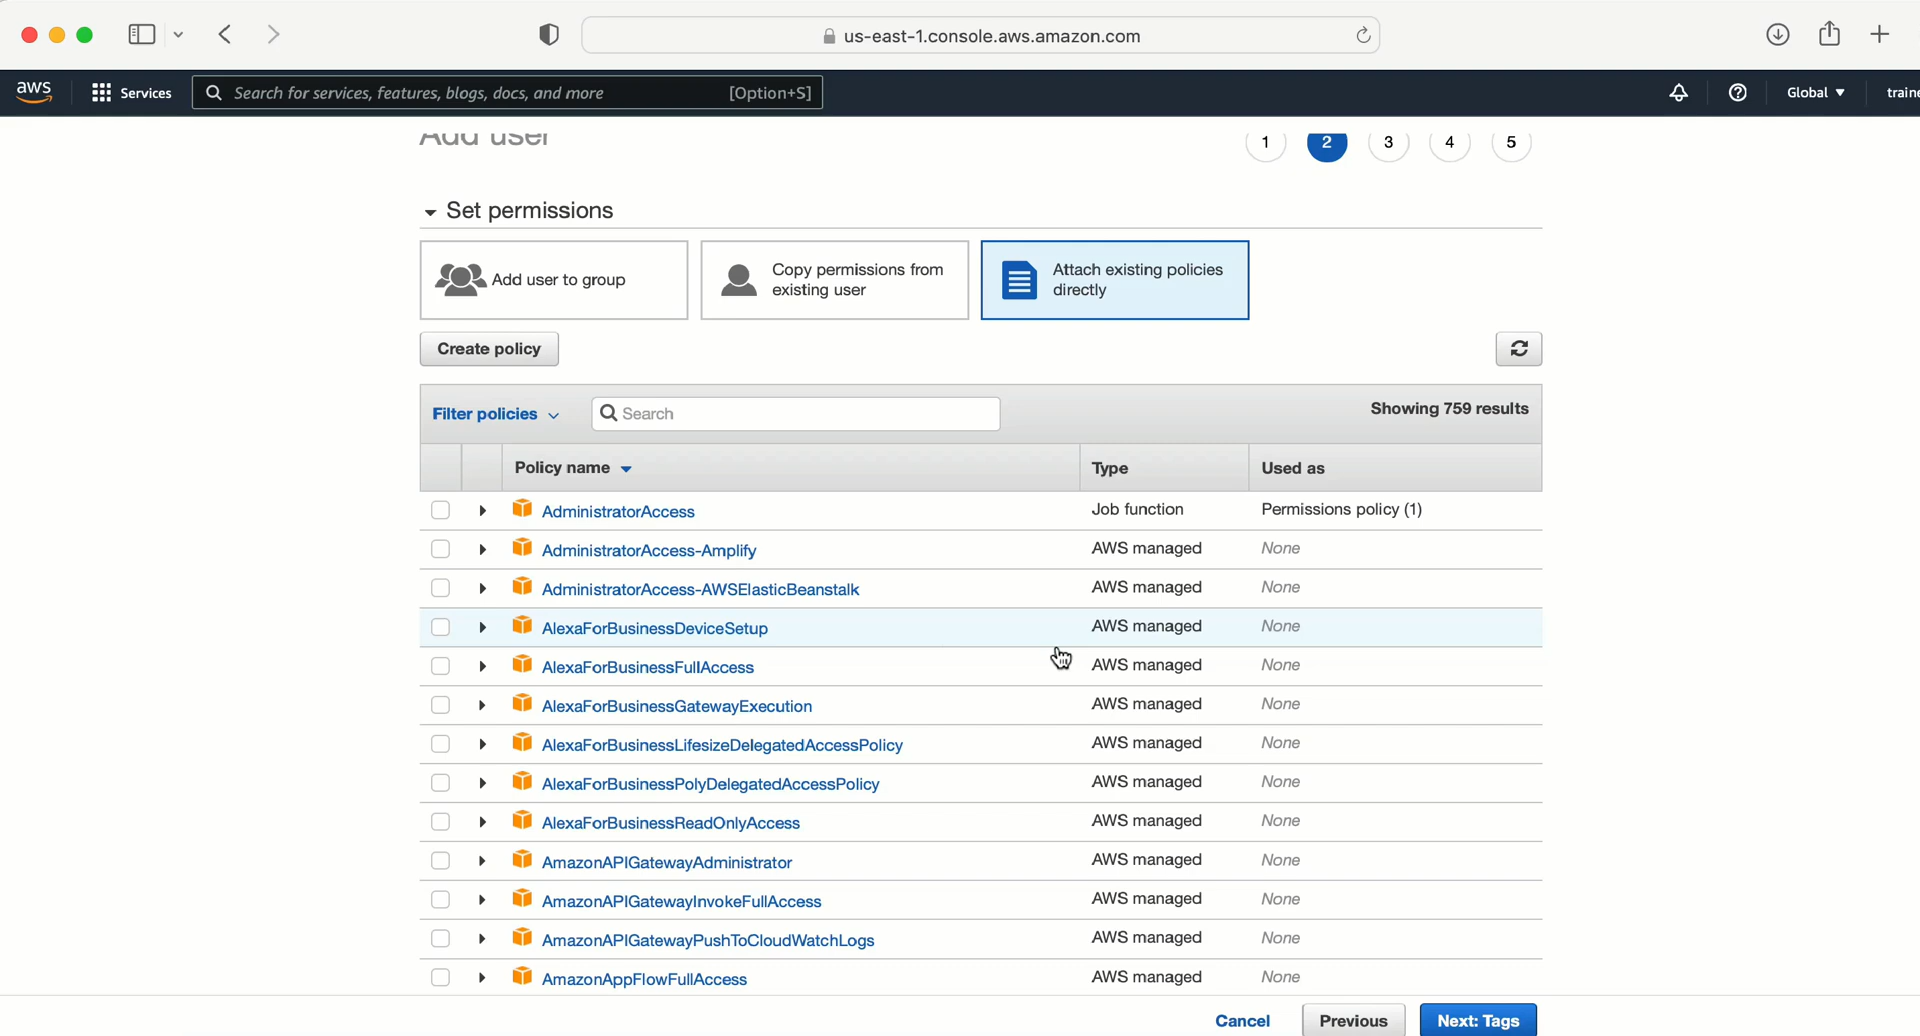 us-east-1.console.aws.amazon.com
aws
Services
Search for services, features, blogs, docs, and more
[Option+S]
Global
traine
Add user
1
2
3
4
5
Set permissions
Add user to group
Copy permissions from
existing user
Attach existing policies
directly
Create policy
Filter policies
Search
Showing 759 results
Policy name
Type
Used as
AdministratorAccess
Job function
Permissions policy (1)
AdministratorAccess-Amplify
AWS managed
None
AdministratorAccess-AWSElasticBeanstalk
AWS managed
None
AlexaForBusinessDeviceSetup
AWS managed
None
AlexaForBusinessFullAccess
AWS managed
None
AlexaForBusinessGatewayExecution
AWS managed
None
AlexaForBusinessLifesizeDelegatedAccessPolicy
AWS managed
None
AlexaForBusinessPolyDelegatedAccessPolicy
AWS managed
None
AlexaForBusinessReadOnlyAccess
AWS managed
None
AmazonAPIGatewayAdministrator
AWS managed
None
AmazonAPIGatewayInvokeFullAccess
AWS managed
None
AmazonAPIGatewayPushToCloudWatchLogs
AWS managed
None
AmazonAppFlowFullAccess
AWS managed
None
Cancel
Previous
Next: Tags